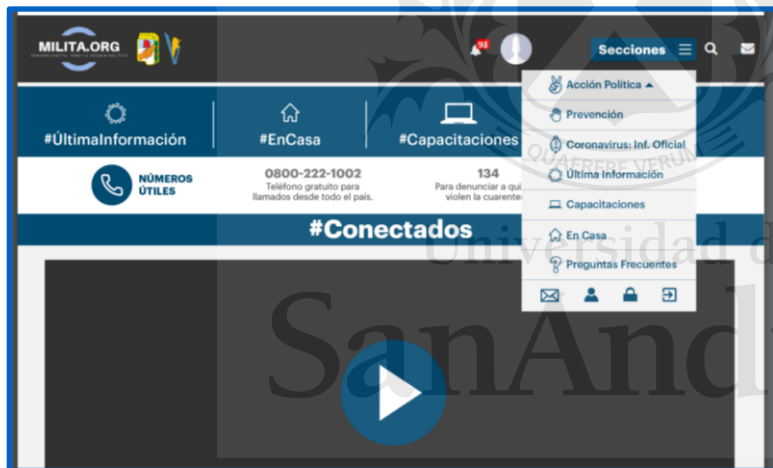 MILITA.ORG
93
Secciones
Acción Política
Prevención
Coronavirus: Inf. Oficial
Última Información
Capacitaciones
En Casa
Preguntas Frecuentes
#ÚltimaInformación
#EnCasa
#Capacitaciones
NÚMEROS
ÚTILES
0800-222-1002
Teléfono gratuito para
llamados desde todo el país.
134
Para denunciar a qui
violen la cuarente
#Conectados
QUAERERE VERUM
Universidad d
SanAnd